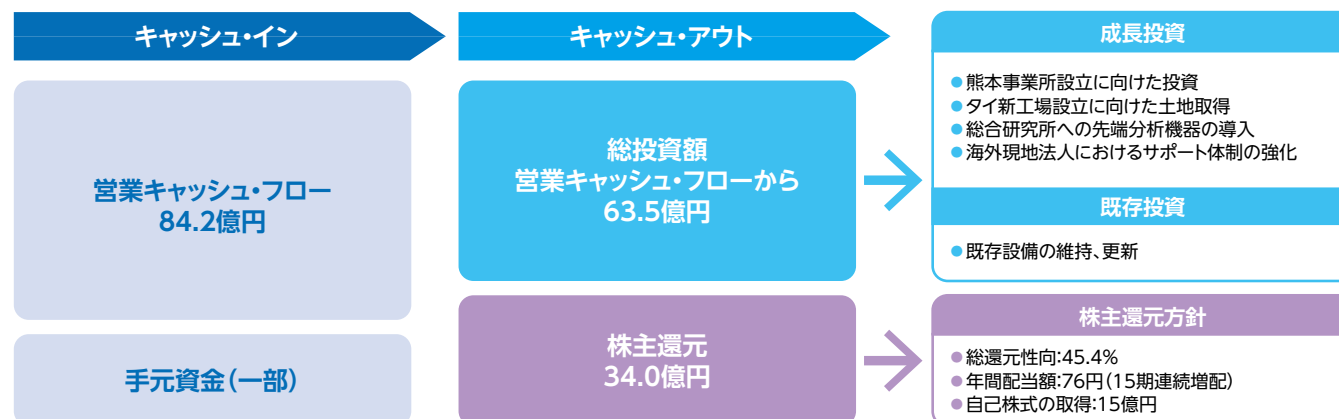 キャッシュ・イン
営業キャッシュ・フロー
84.2億円
手元資金(一部)
キャッシュ・アウト
総投資額
営業キャッシュ・フローから
63.5億円
株主還元
34.0億円
成長投資
●熊本事業所設立に向けた投資
●タイ新工場設立に向けた土地取得
●総合研究所への先端分析機器の導入
●海外現地法人におけるサポート体制の強化
既存投資
●既存設備の維持、更新
株主還元方針
●総還元性向:45.4%
●年間配当額:76円(15期連続増配)
●自己株式の取得:15億円